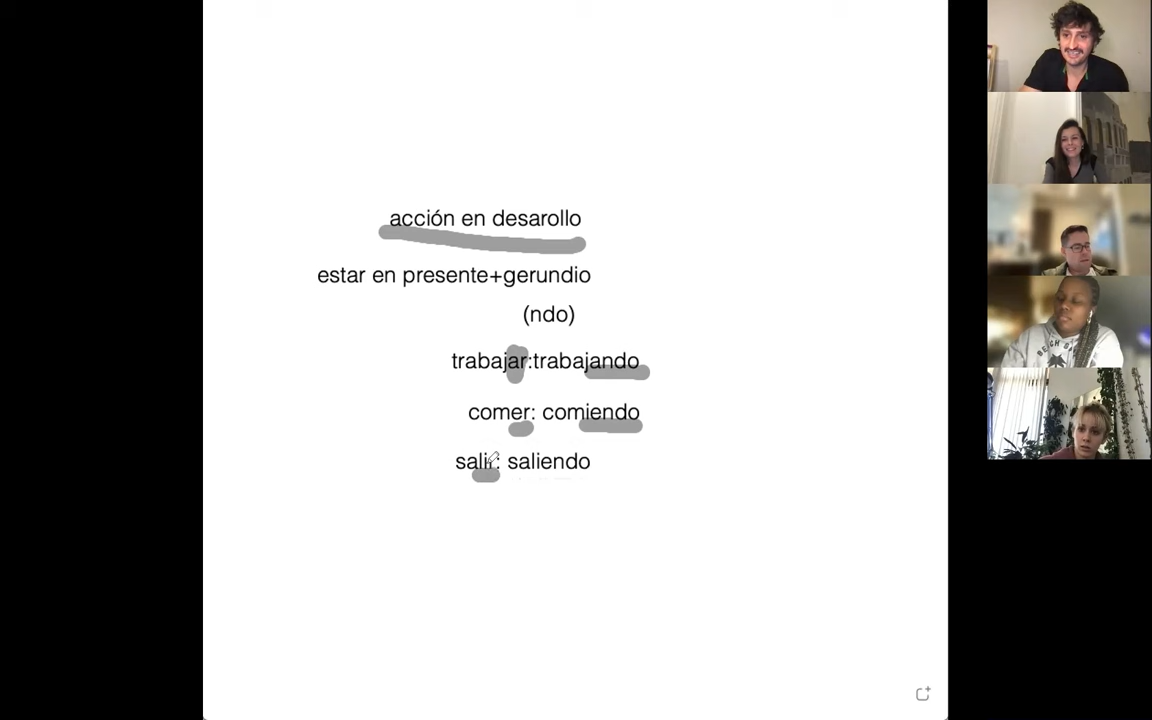 acción en desarollo
estar en presente+gerundio
(ndo)
trabajar:trabajando
comer: comiendo
salir: saliendo